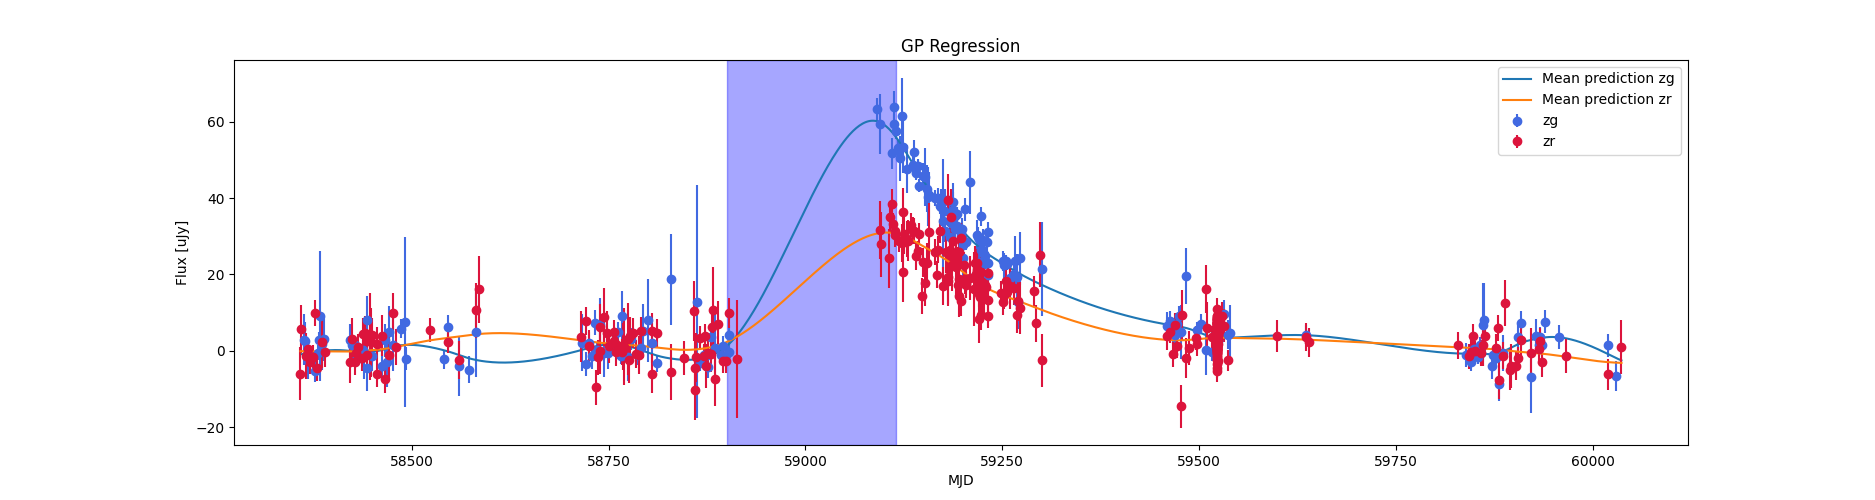 GP Regression
Mean prediction zg
Mean prediction zr
zg
zr
Flux [uJy]
60
40
20
0
−20
58500
58750
59000
59250
59500
59750
60000
MJD